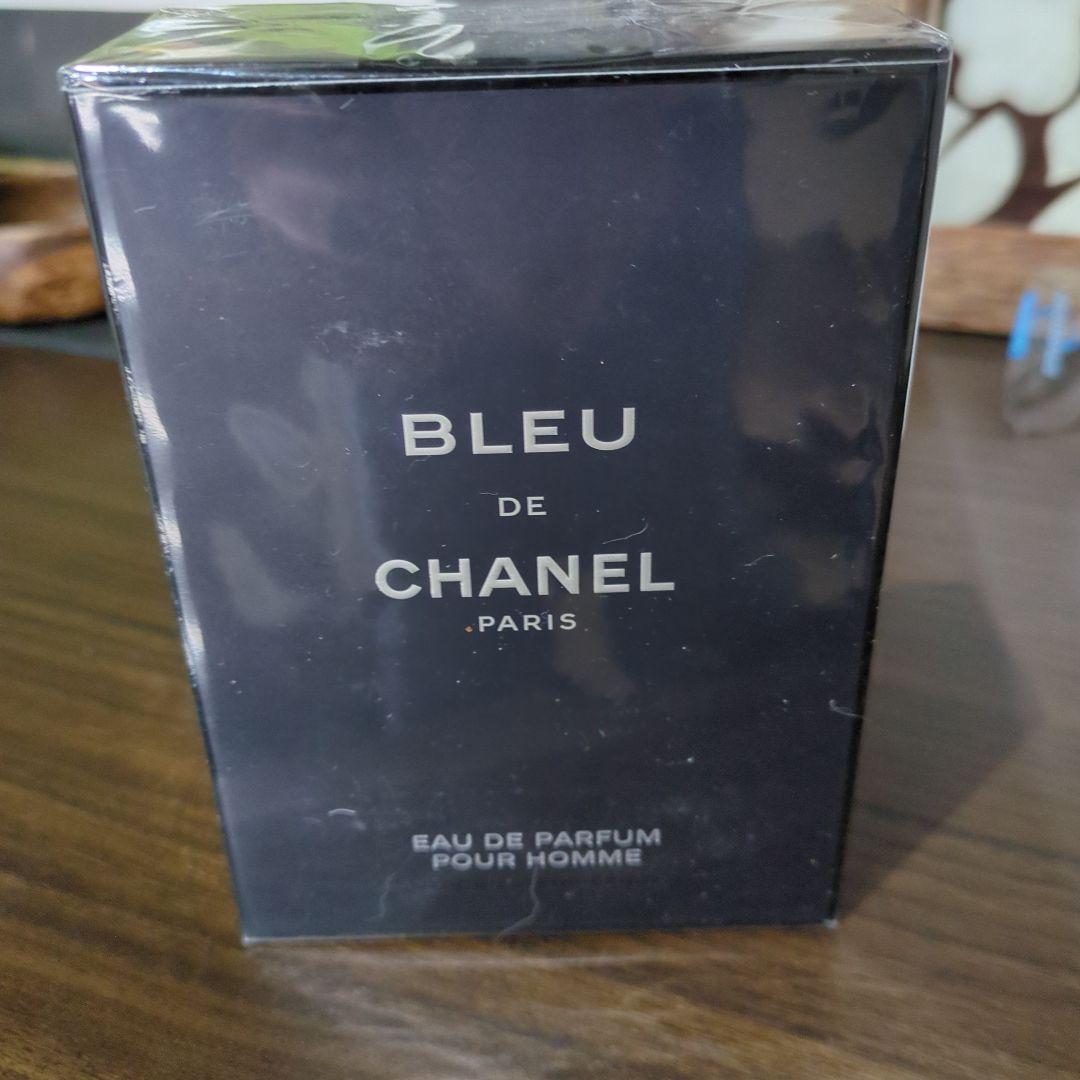 BLEU
DE
CHANEL
PARIS
EAU DE PARFUM
POUR HOMME